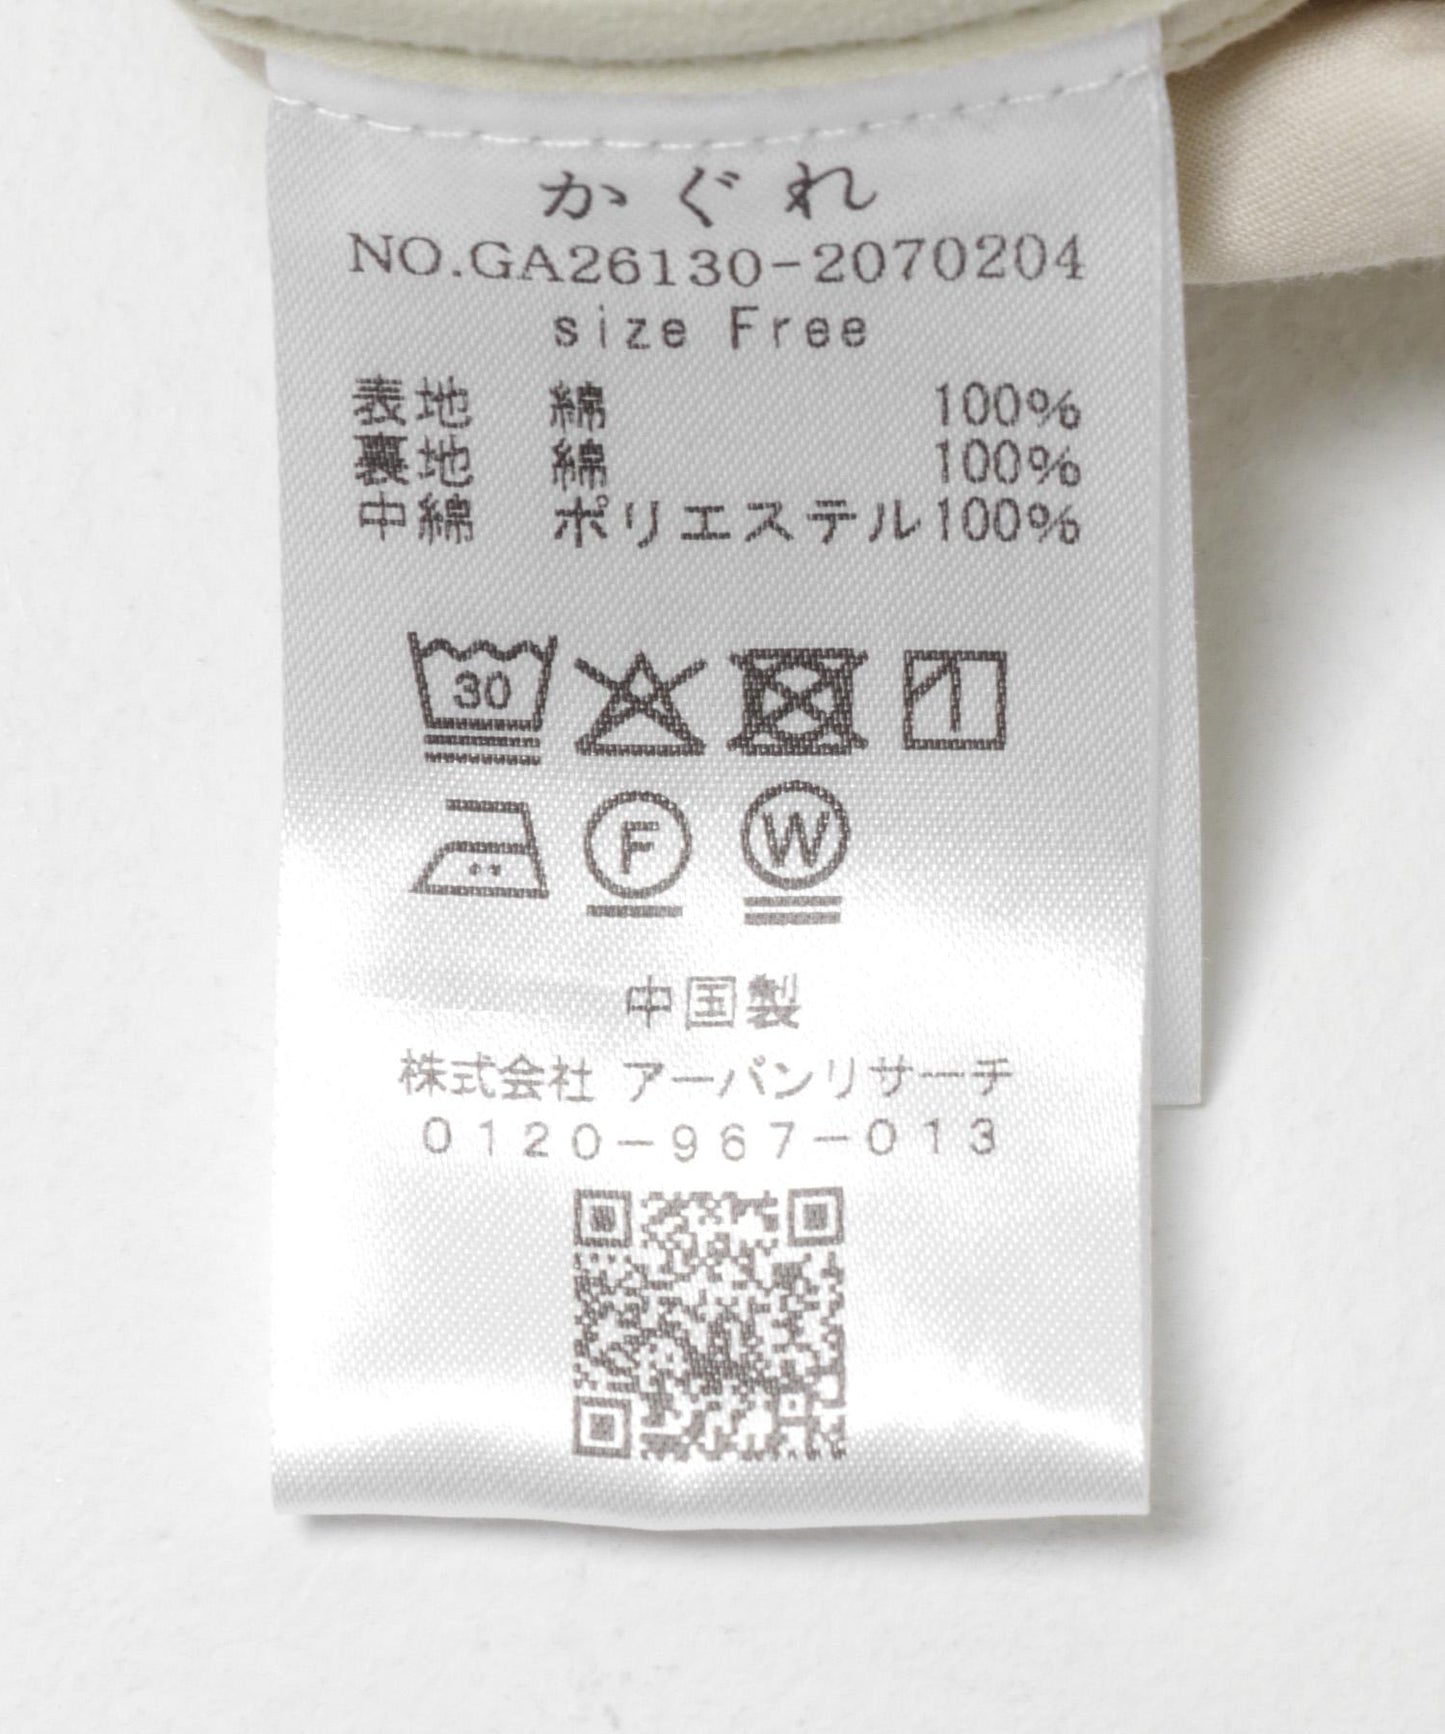 かぐれ
NO.GA26130-2070204
size Free
表地 綿 100%
裏地 綿 100%
中綿 ポリエステル100%
30
F
W
中国製
株式会社 アーバンリサーチ
0120-967-013